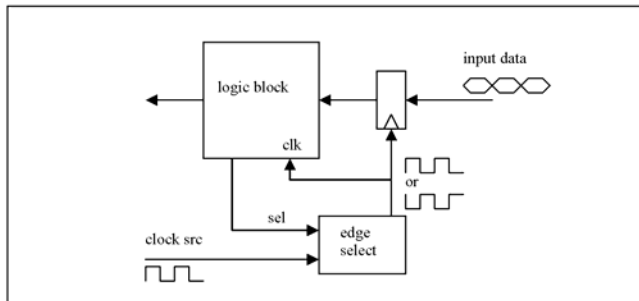 input data
logic block
clk
or
sel
edge
select
clock src